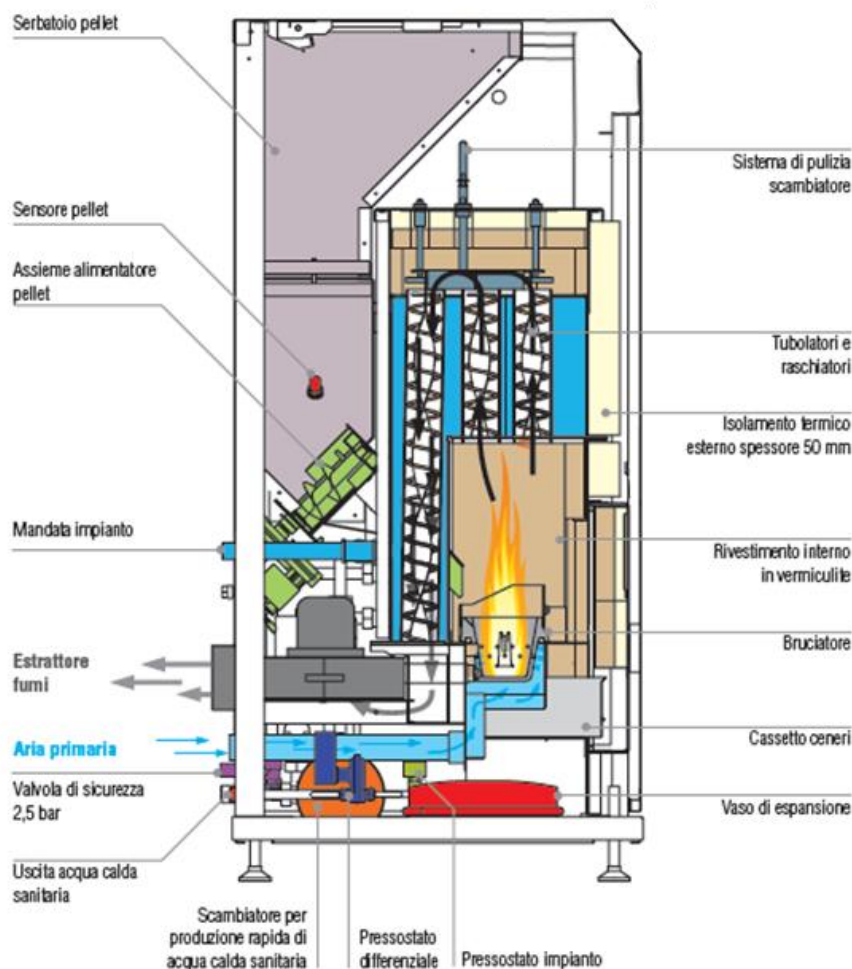 Serbatoio pellet
Sensore pellet
Assieme alimentatore
pellet
Mandata impianto
Estrattore
fumi
Aria primaria
Valvola di sicurezza
2,5 bar
Uscita acqua calda
sanitaria
Scambiatore per
produzione rapida di
acqua calda sanitaria
Pressostato
differenziale
Pressostato impianto
Sistema di pulizia
scambiatore
Tubolatori e
raschiatori
Isolamento termico
esterno spessore 50 mm
Rivestimento interno
in vermiculite
Bruciatore
Cassetto ceneri
Vaso di espansione